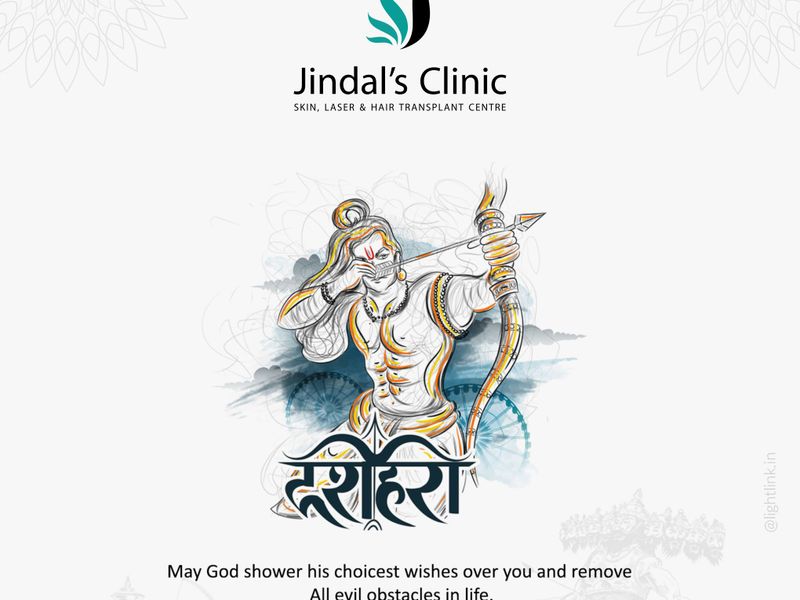 Jindal's Clinic
SKIN, LASER & HAIR TRANSPLANT CENTRE
दशहरा
@lightlink.in
May God shower his choicest wishes over you and remove
All evil obstacles in life.